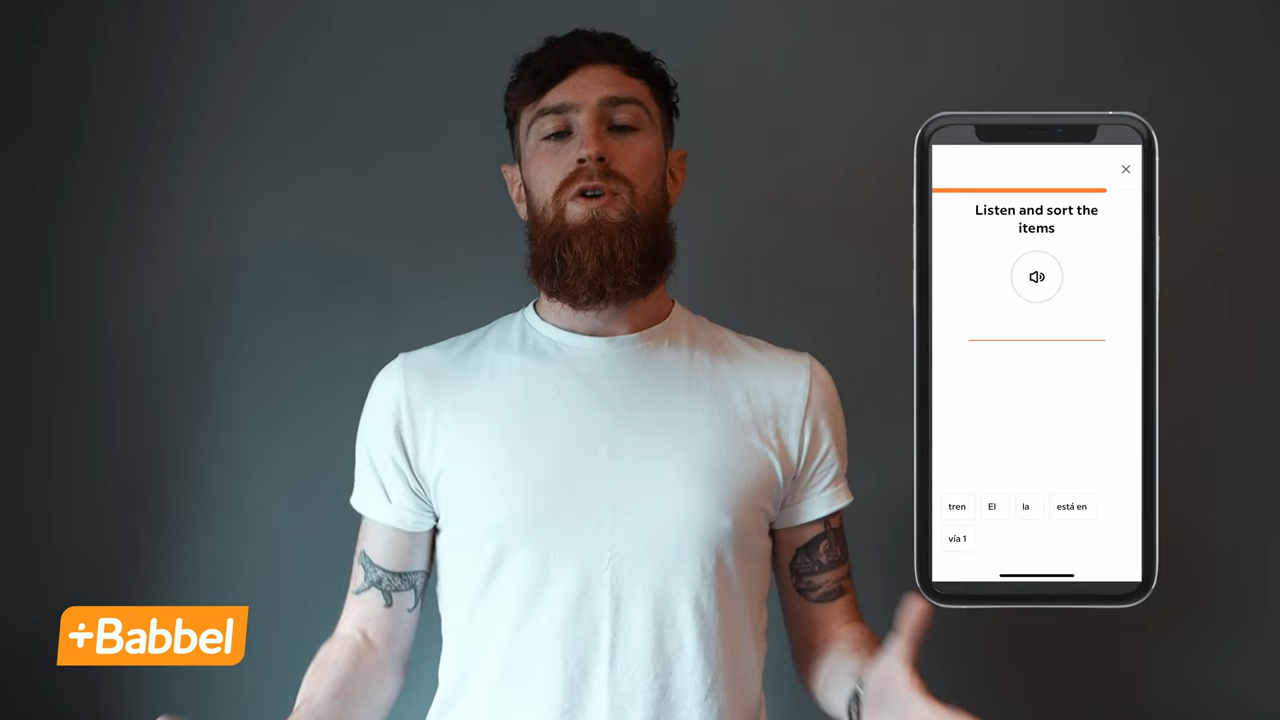 Listen and sort the
items
tren El la está en
vía 1
+Babbel